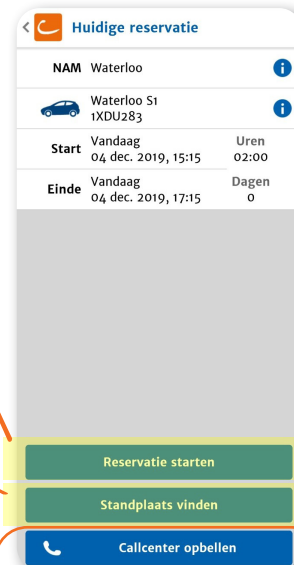 Huidige reservatie
NAM Waterloo
Waterloo S1
1XDU283
Start Vandaag Uren
04 dec. 2019, 15:15 02:00
Einde Vandaag Dagen
04 dec. 2019, 17:15 0
Reservatie starten
Standplaats vinden
Callcenter opbellen